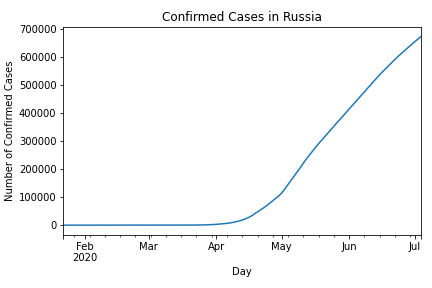 Confirmed Cases in Russia
Number of Confirmed Cases
700000
600000
500000
400000
300000
200000
100000
0
Feb Mar Apr May Jun Jul
2020
Day